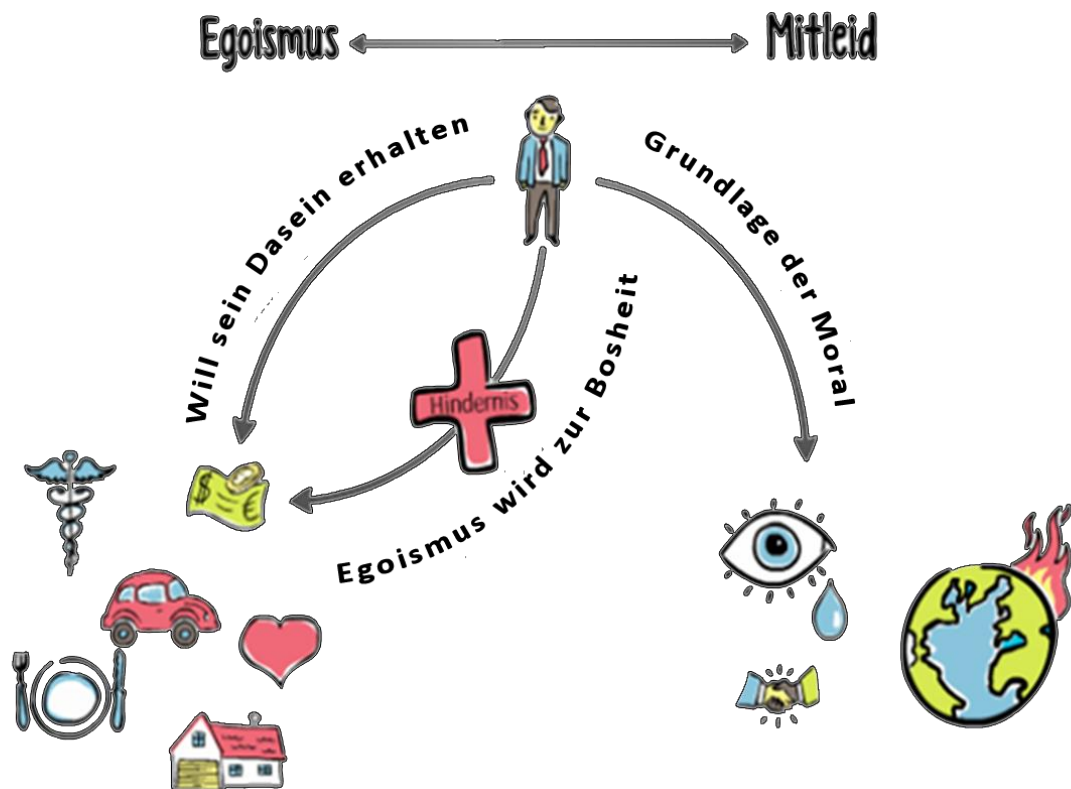 Egoismus
Mitleid
Will sein Dasein erhalten
Grundlage der Moral
Hindernis
Egoismus wird zur Bosheit
$
€